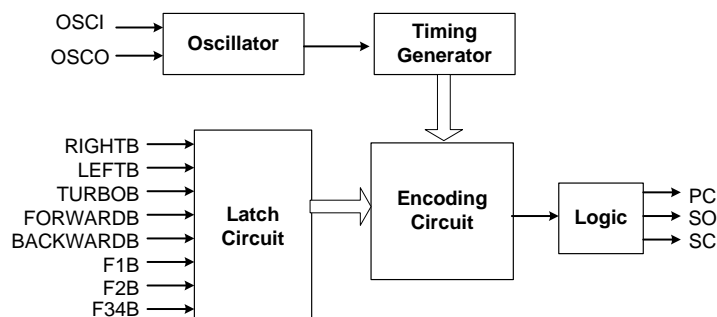 OSCI
OSCO
Oscillator
Timing
Generator
RIGHTB
LEFTB
TURBOB
FORWARDB
BACKWARDB
F1B
F2B
F34B
Latch
Circuit
Encoding
Circuit
Logic
PC
SO
SC